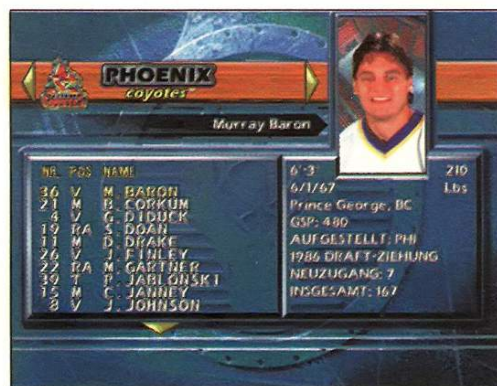 PHOENIX
coyotes
Murray Baron
NR. POS NAME
36 V M. BARON
21 M B. CORKUM
4 V G. DIDUCK
19 RA S. DOAN
11 M D. DRAKE
26 V J. FINLEY
22 RA M. GARTNER
39 T P. JABLONSKI
15 M C. JANNEY
8 V J. JOHNSON
6'-3 210
6/1/67 Lbs
Prince George, BC
GSP: 480
AUFGESTELLT: PHI
1986 DRAFT-ZIEHUNG
NEUZUGANG: 7
INSGESAMT: 167